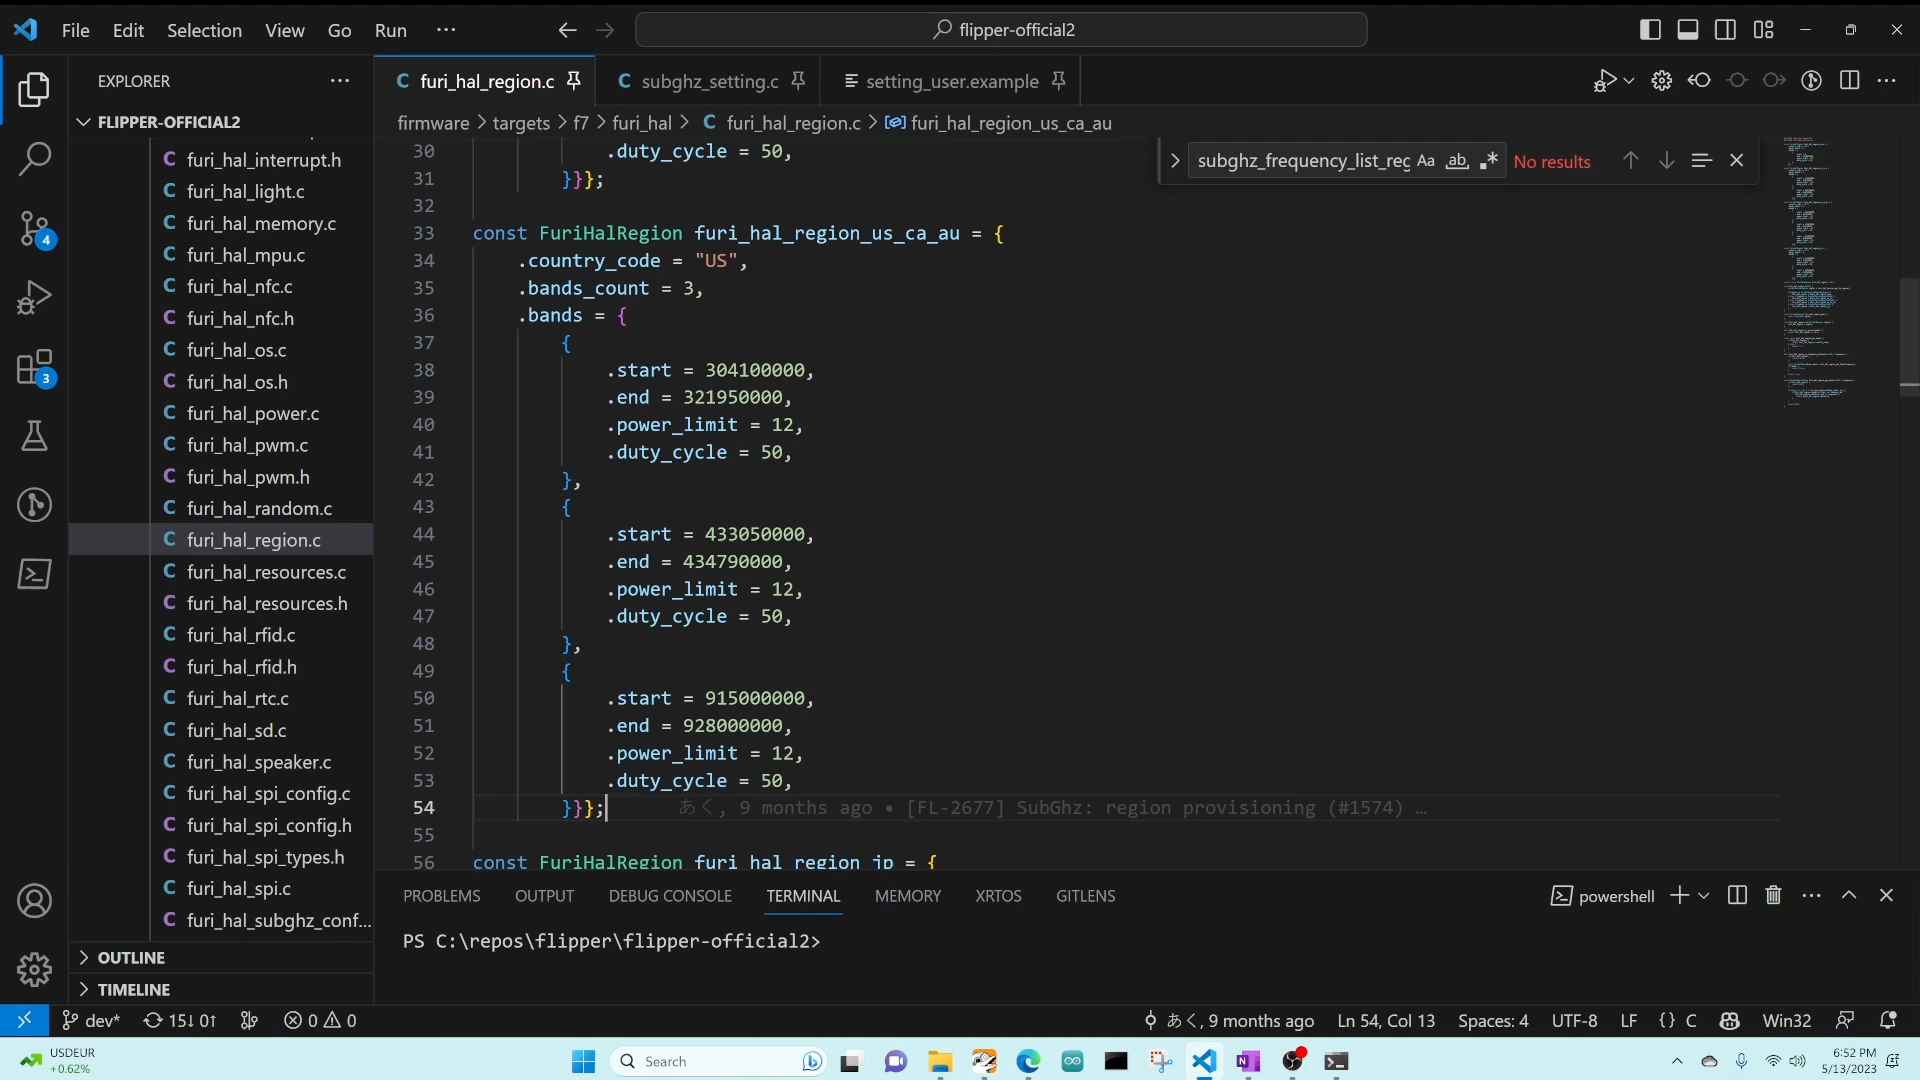 File Edit Selection View Go Run ···
flipper-official2
EXPLORER ···
furi_hal_region.c
subghz_setting.c
setting_user.example
FLIPPER-OFFICIAL2
firmware > targets > f7 > furi_hal > C furi_hal_region.c > furi_hal_region_us_ca_au
subghz_frequency_list_reg Aa ab .* No results
C furi_hal_interrupt.h
C furi_hal_light.c
C furi_hal_memory.c
C furi_hal_mpu.c
C furi_hal_nfc.c
C furi_hal_nfc.h
C furi_hal_os.c
C furi_hal_os.h
C furi_hal_power.c
C furi_hal_pwm.c
C furi_hal_pwm.h
C furi_hal_random.c
C furi_hal_region.c
C furi_hal_resources.c
C furi_hal_resources.h
C furi_hal_rfid.c
C furi_hal_rfid.h
C furi_hal_rtc.c
C furi_hal_sd.c
C furi_hal_speaker.c
C furi_hal_spi_config.c
C furi_hal_spi_config.h
C furi_hal_spi_types.h
C furi_hal_spi.c
C furi_hal_subghz_conf...
OUTLINE
TIMELINE
4
3
30 .duty_cycle = 50,
31 }}};
32
33 const FuriHalRegion furi_hal_region_us_ca_au = {
34 .country_code = "US",
35 .bands_count = 3,
36 .bands = {
37 {
38 .start = 304100000,
39 .end = 321950000,
40 .power_limit = 12,
41 .duty_cycle = 50,
42 },
43 {
44 .start = 433050000,
45 .end = 434790000,
46 .power_limit = 12,
47 .duty_cycle = 50,
48 },
49 {
50 .start = 915000000,
51 .end = 928000000,
52 .power_limit = 12,
53 .duty_cycle = 50,
54 }}}; あく, 9 months ago • [FL-2677] SubGhz: region provisioning (#1574) …
55
56 const FuriHalRegion furi_hal_region_jp = {
PROBLEMS OUTPUT DEBUG CONSOLE TERMINAL MEMORY XRTOS GITLENS
powershell
PS C:\repos\flipper\flipper-official2>
dev* 15↓ 0↑ 0 0
あく, 9 months ago Ln 54, Col 13 Spaces: 4 UTF-8 LF {} C Win32
USDEUR
+0.62%
Search
6:52 PM
5/13/2023